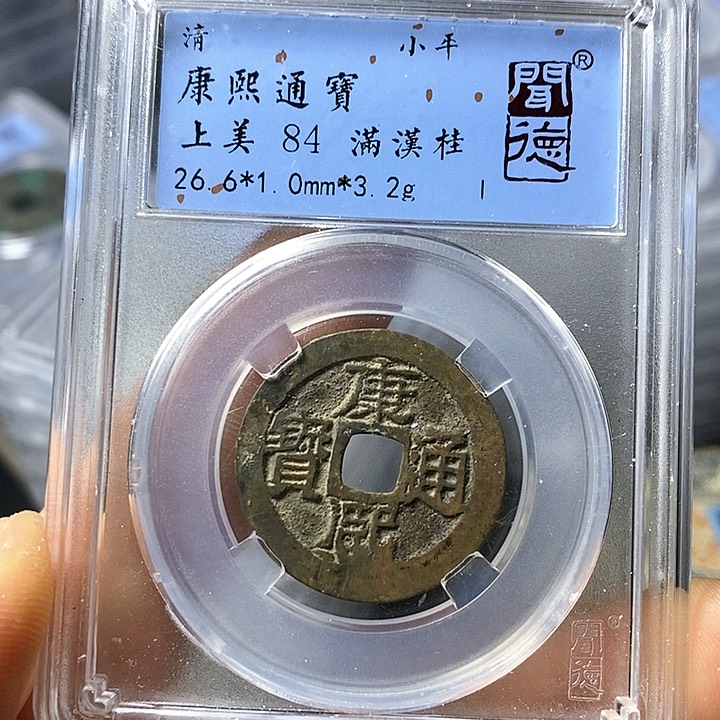 清 小平
康熙通寶
上美 84 滿漢桂
26.6*1.0mm*3.2g
聞德®
康熙通寶
聞德